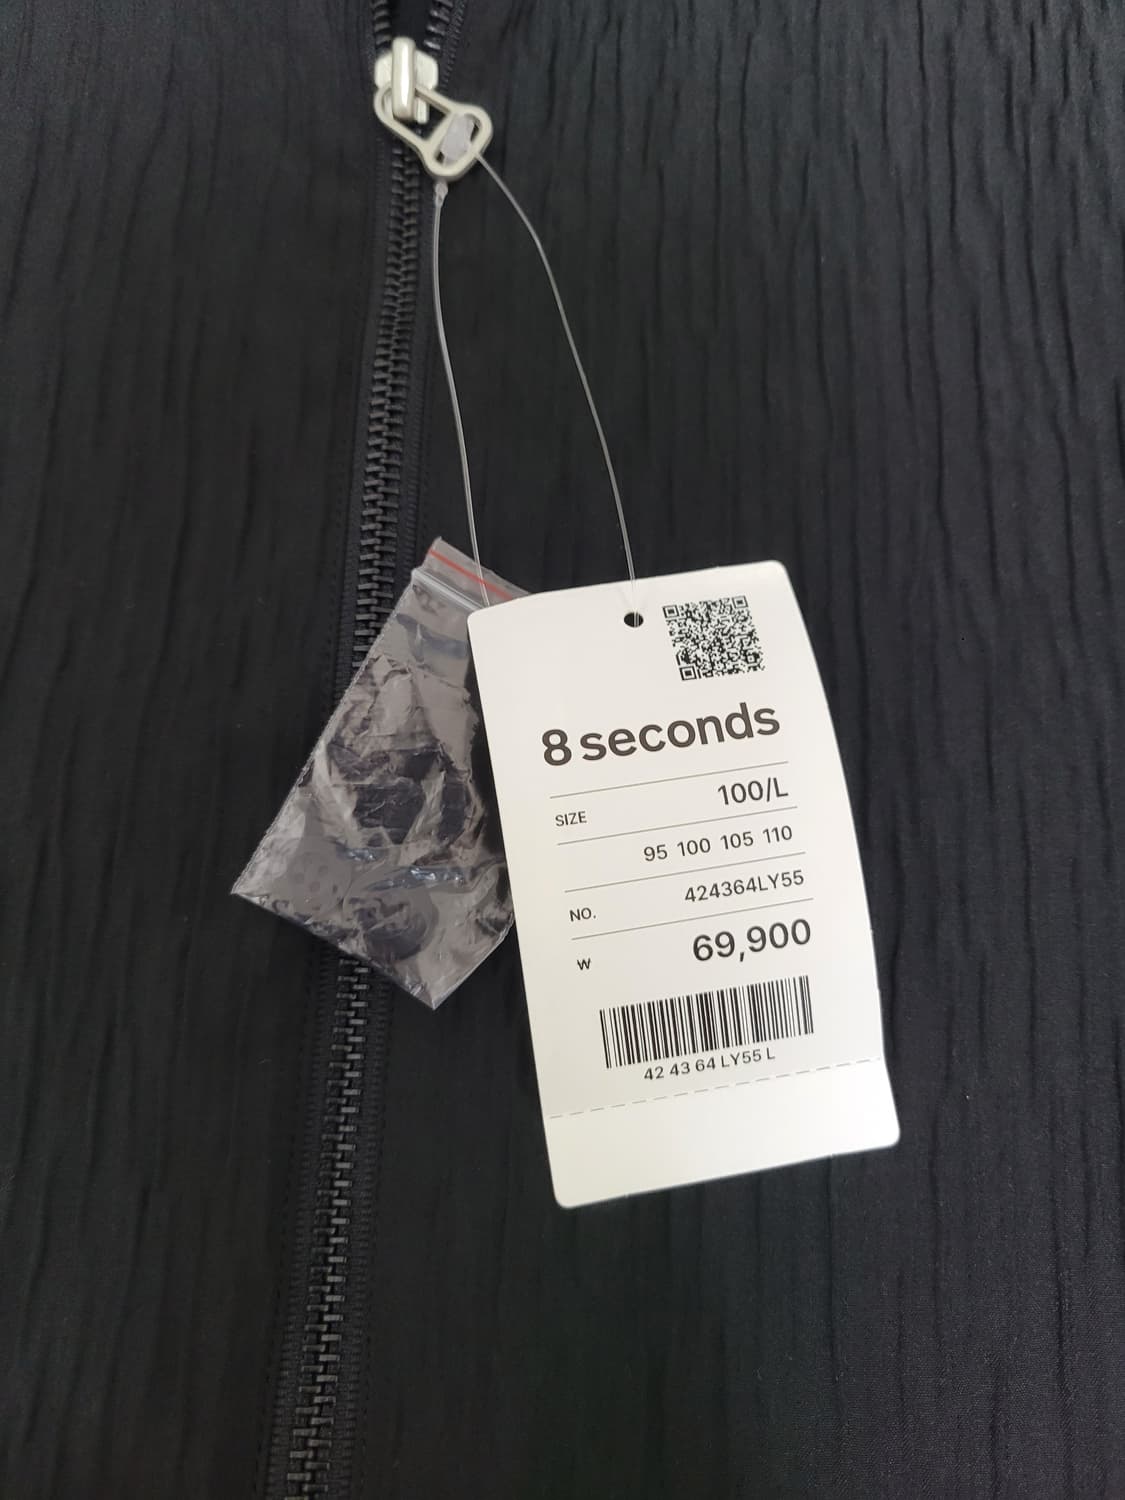 8 seconds
SIZE 100/L
95 100 105 110
NO. 424364LY55
₩ 69,900
42 43 64 LY55 L